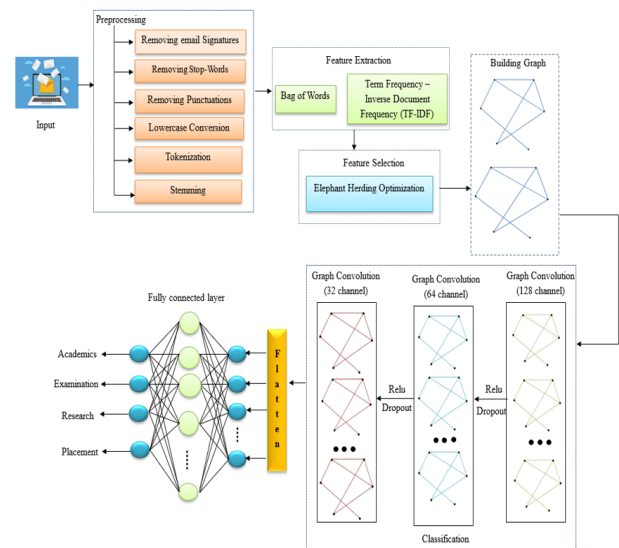 Preprocessing
Removing email Signatures
Removing Stop-Words
Removing Punctuations
Lowercase Conversion
Tokenization
Stemming
Input
Feature Extraction
Bag of Words
Term Frequency –
Inverse Document
Frequency (TF-IDF)
Feature Selection
Elephant Herding Optimization
Building Graph
Graph Convolution
(32 channel)
Graph Convolution
(64 channel)
Graph Convolution
(128 channel)
Relu
Dropout
Relu
Dropout
Classification
Fully connected layer
Flatten
Academics
Examination
Research
Placement